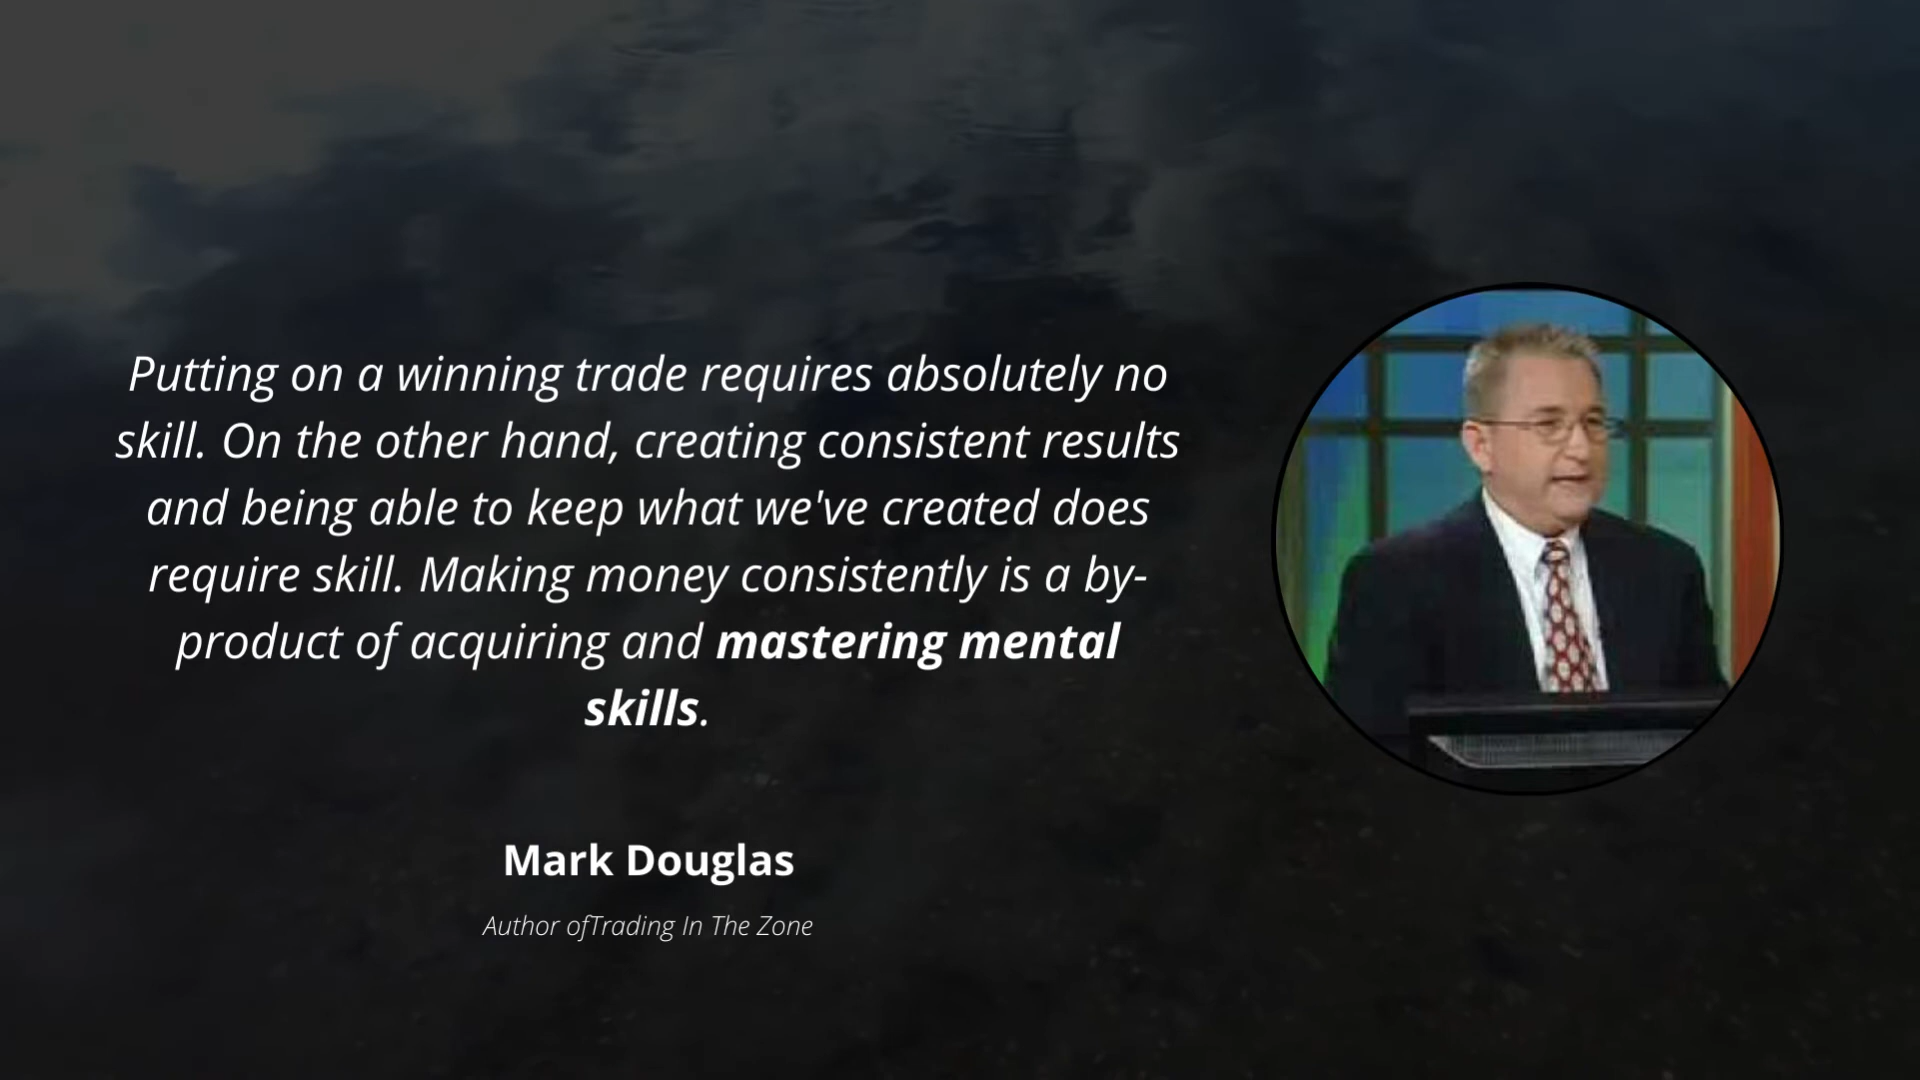 Putting on a winning trade requires absolutely no
skill. On the other hand, creating consistent results
and being able to keep what we've created does
require skill. Making money consistently is a by-
product of acquiring and mastering mental
skills.
Mark Douglas
Author ofTrading In The Zone